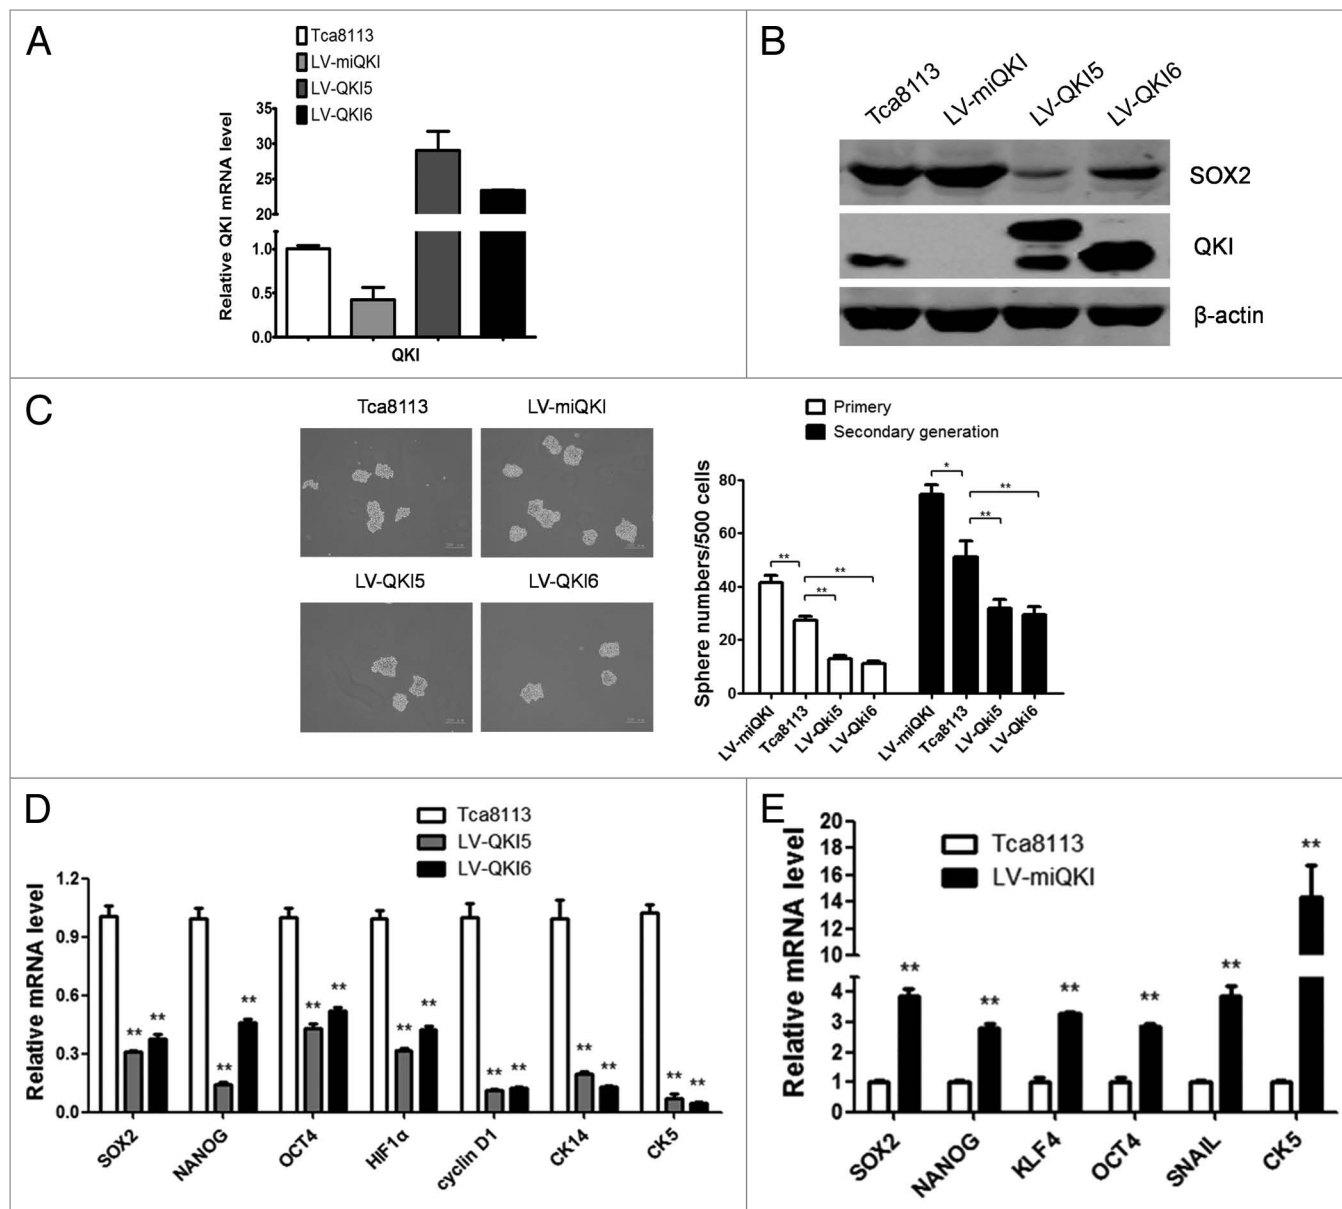 A
Tca8113
LV-miQKI
LV-QKI5
LV-QKI6
Relative QKI mRNA level
35
30
25
20
1.0
0.5
0.0
QKI
B
Tca8113
LV-miQKI
LV-QKI5
LV-QKI6
SOX2
QKI
β-actin
C
Tca8113
LV-miQKI
LV-QKI5
LV-QKI6
Primery
Secondary generation
Sphere numbers/500 cells
80
60
40
20
0
**
**
**
*
**
**
LV-miQKI
Tca8113
LV-Qki5
LV-Qki6
LV-miQKI
Tca8113
LV-Qki5
LV-Qki6
D
Tca8113
LV-QKI5
LV-QKI6
Relative mRNA level
1.2
0.9
0.6
0.3
0.0
** **
** **
** **
** **
** **
** **
** **
SOX2
NANOG
OCT4
HIF1α
cyclin D1
CK14
CK5
E
Tca8113
LV-miQKI
Relative mRNA level
20
18
16
14
12
10
4
3
2
1
0
**
**
**
**
**
**
SOX2
NANOG
KLF4
OCT4
SNAIL
CK5